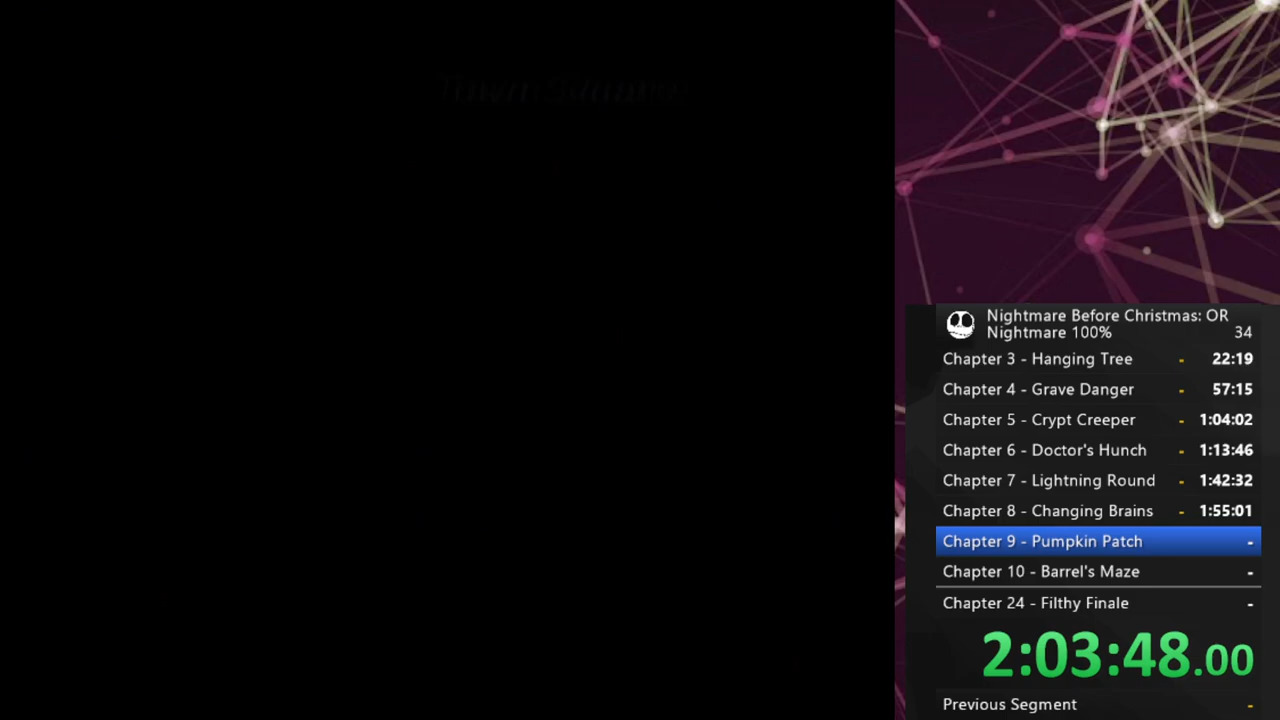 Town Square
Nightmare Before Christmas: OR
Nightmare 100% 34
Chapter 3 - Hanging Tree - 22:19
Chapter 4 - Grave Danger - 57:15
Chapter 5 - Crypt Creeper - 1:04:02
Chapter 6 - Doctor's Hunch - 1:13:46
Chapter 7 - Lightning Round - 1:42:32
Chapter 8 - Changing Brains - 1:55:01
Chapter 9 - Pumpkin Patch -
Chapter 10 - Barrel's Maze -
Chapter 24 - Filthy Finale -
2:03:48.00
Previous Segment -